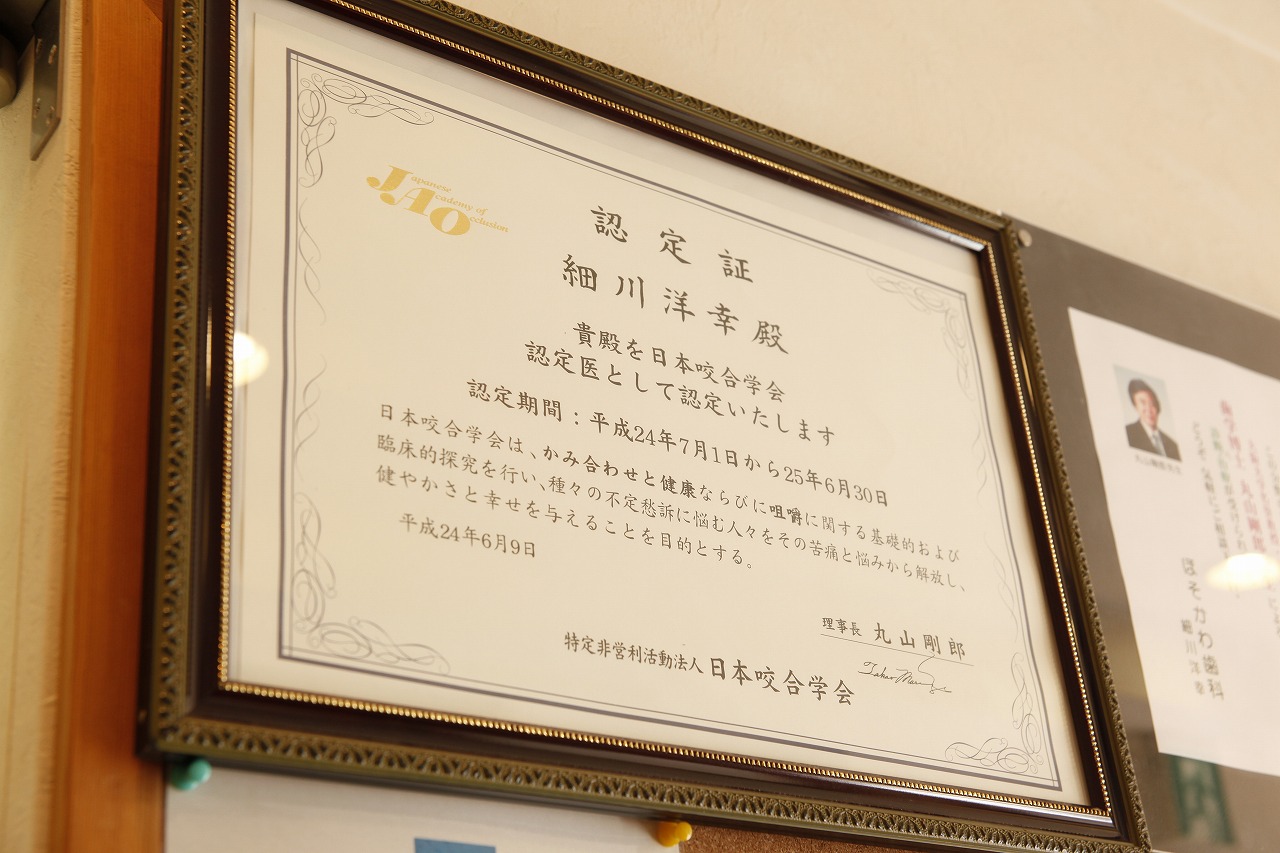 Japanese
Academy of
Occlusion
認定証
細川洋幸殿
貴殿を日本咬合学会
認定医として認定いたします
認定期間：平成24年7月1日から25年6月30日
日本咬合学会は、かみ合わせと健康ならびに咀嚼に関する基礎的および
臨床的探究を行い、種々の不定愁訴に悩む人々をその苦痛と悩みから解放し、
健やかさと幸せを与えることを目的とする。
平成24年6月9日
理事長 丸山剛郎
特定非営利活動法人日本咬合学会
ほそかわ歯科
細川洋幸